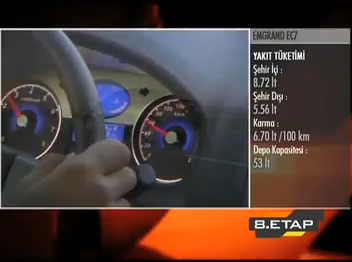 EMGRAND EC7
YAKIT TÜKETİMİ
Şehir İçi :
8.72 lt
Şehir Dışı :
5.56 lt
Karma :
6.70 lt /100 km
Depo Kapasitesi :
53 lt
8.ETAP